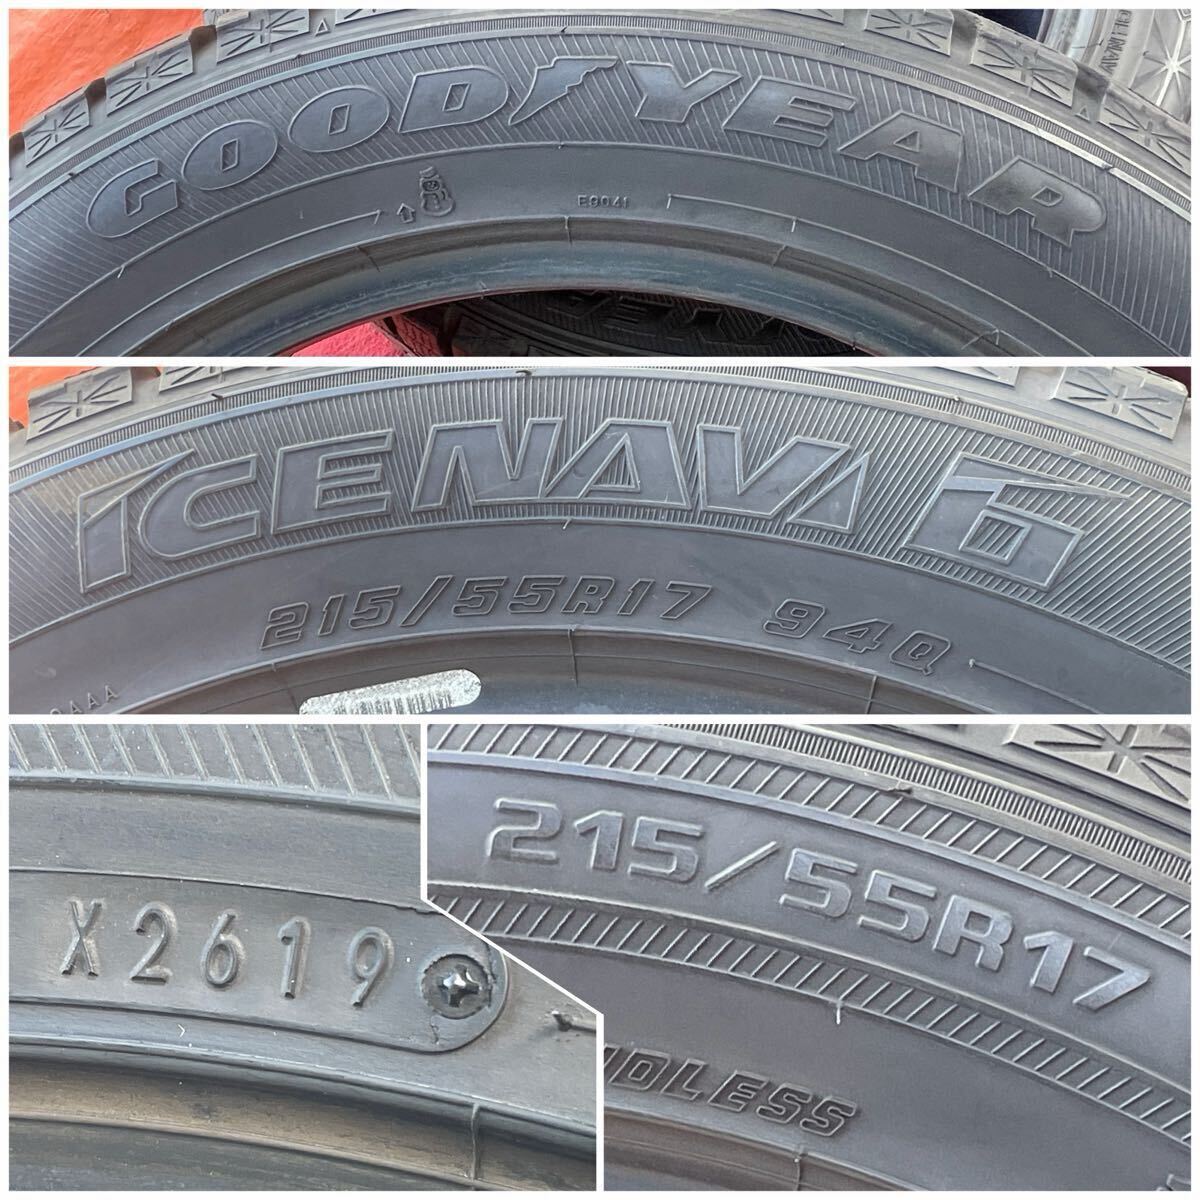 GOODYEAR
E9041
ICENAVI 6
215/55R17 94Q
X2619
215/55R17